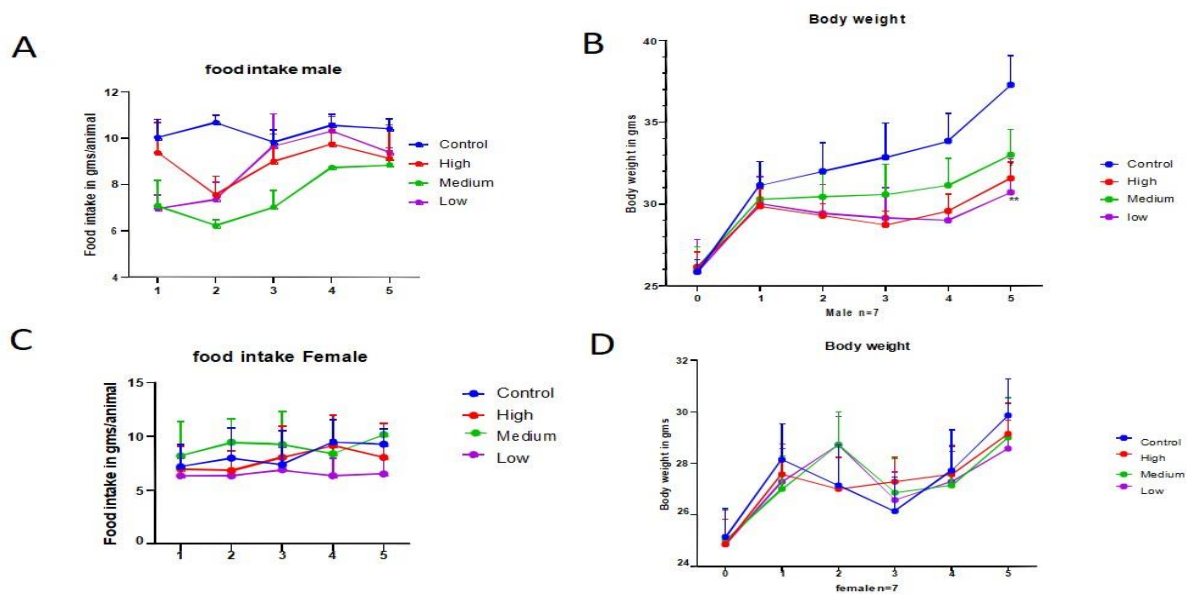 A
food intake male
Food intake in gms/animal
12
10
8
6
4
1 2 3 4 5
Control
High
Medium
Low
B
Body weight
Body weight in gms
40
35
30
25
**
0 1 2 3 4 5
Male n=7
Control
High
Medium
low
C
food intake Female
Food intake in gms/animal
15
10
5
0
1 2 3 4 5
Control
High
Medium
Low
D
Body weight
Body weight in gms
32
30
28
26
24
0 1 2 3 4 5
female n=7
Control
High
Medium
Low